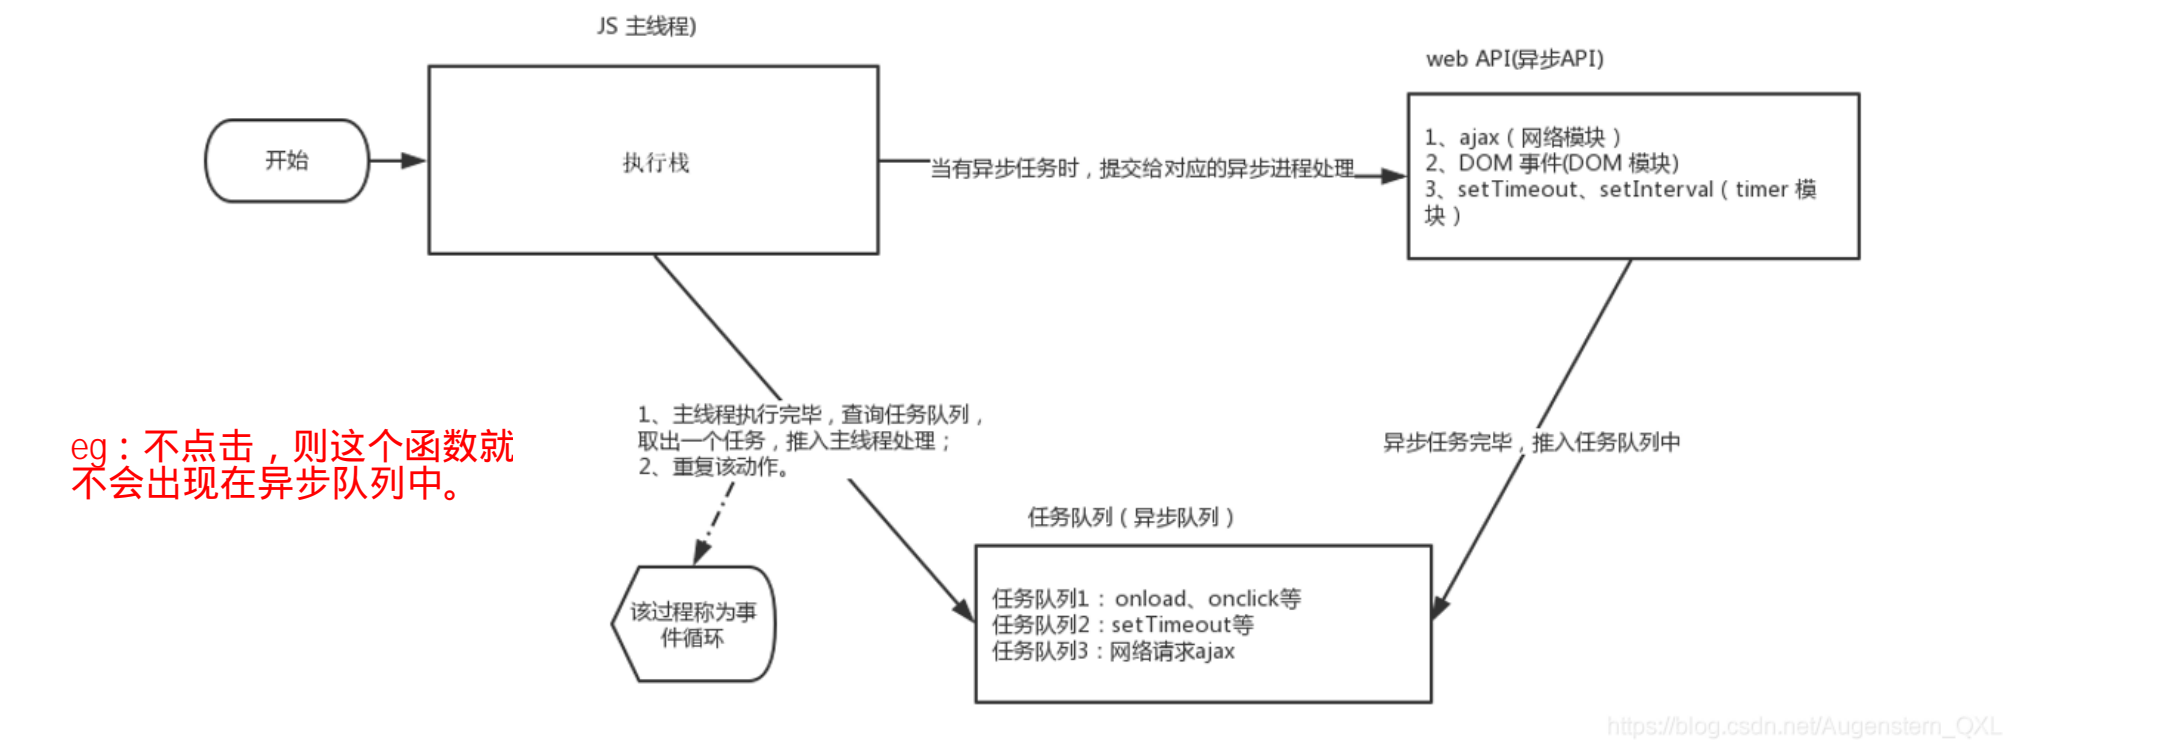 JS 主线程)
web API(异步API)
开始
执行栈
当有异步任务时，提交给对应的异步进程处理
1、ajax（网络模块）
2、DOM 事件(DOM 模块)
3、setTimeout、setInterval（timer 模
块）
1、主线程执行完毕，查询任务队列，
取出一个任务，推入主线程处理；
2、重复该动作。
eg：不点击，则这个函数就
不会出现在异步队列中。
异步任务完毕，推入任务队列中
任务队列（异步队列）
该过程称为事
件循环
任务队列1：onload、onclick等
任务队列2：setTimeout等
任务队列3：网络请求ajax
https://blog.csdn.net/Augenstern_QXL